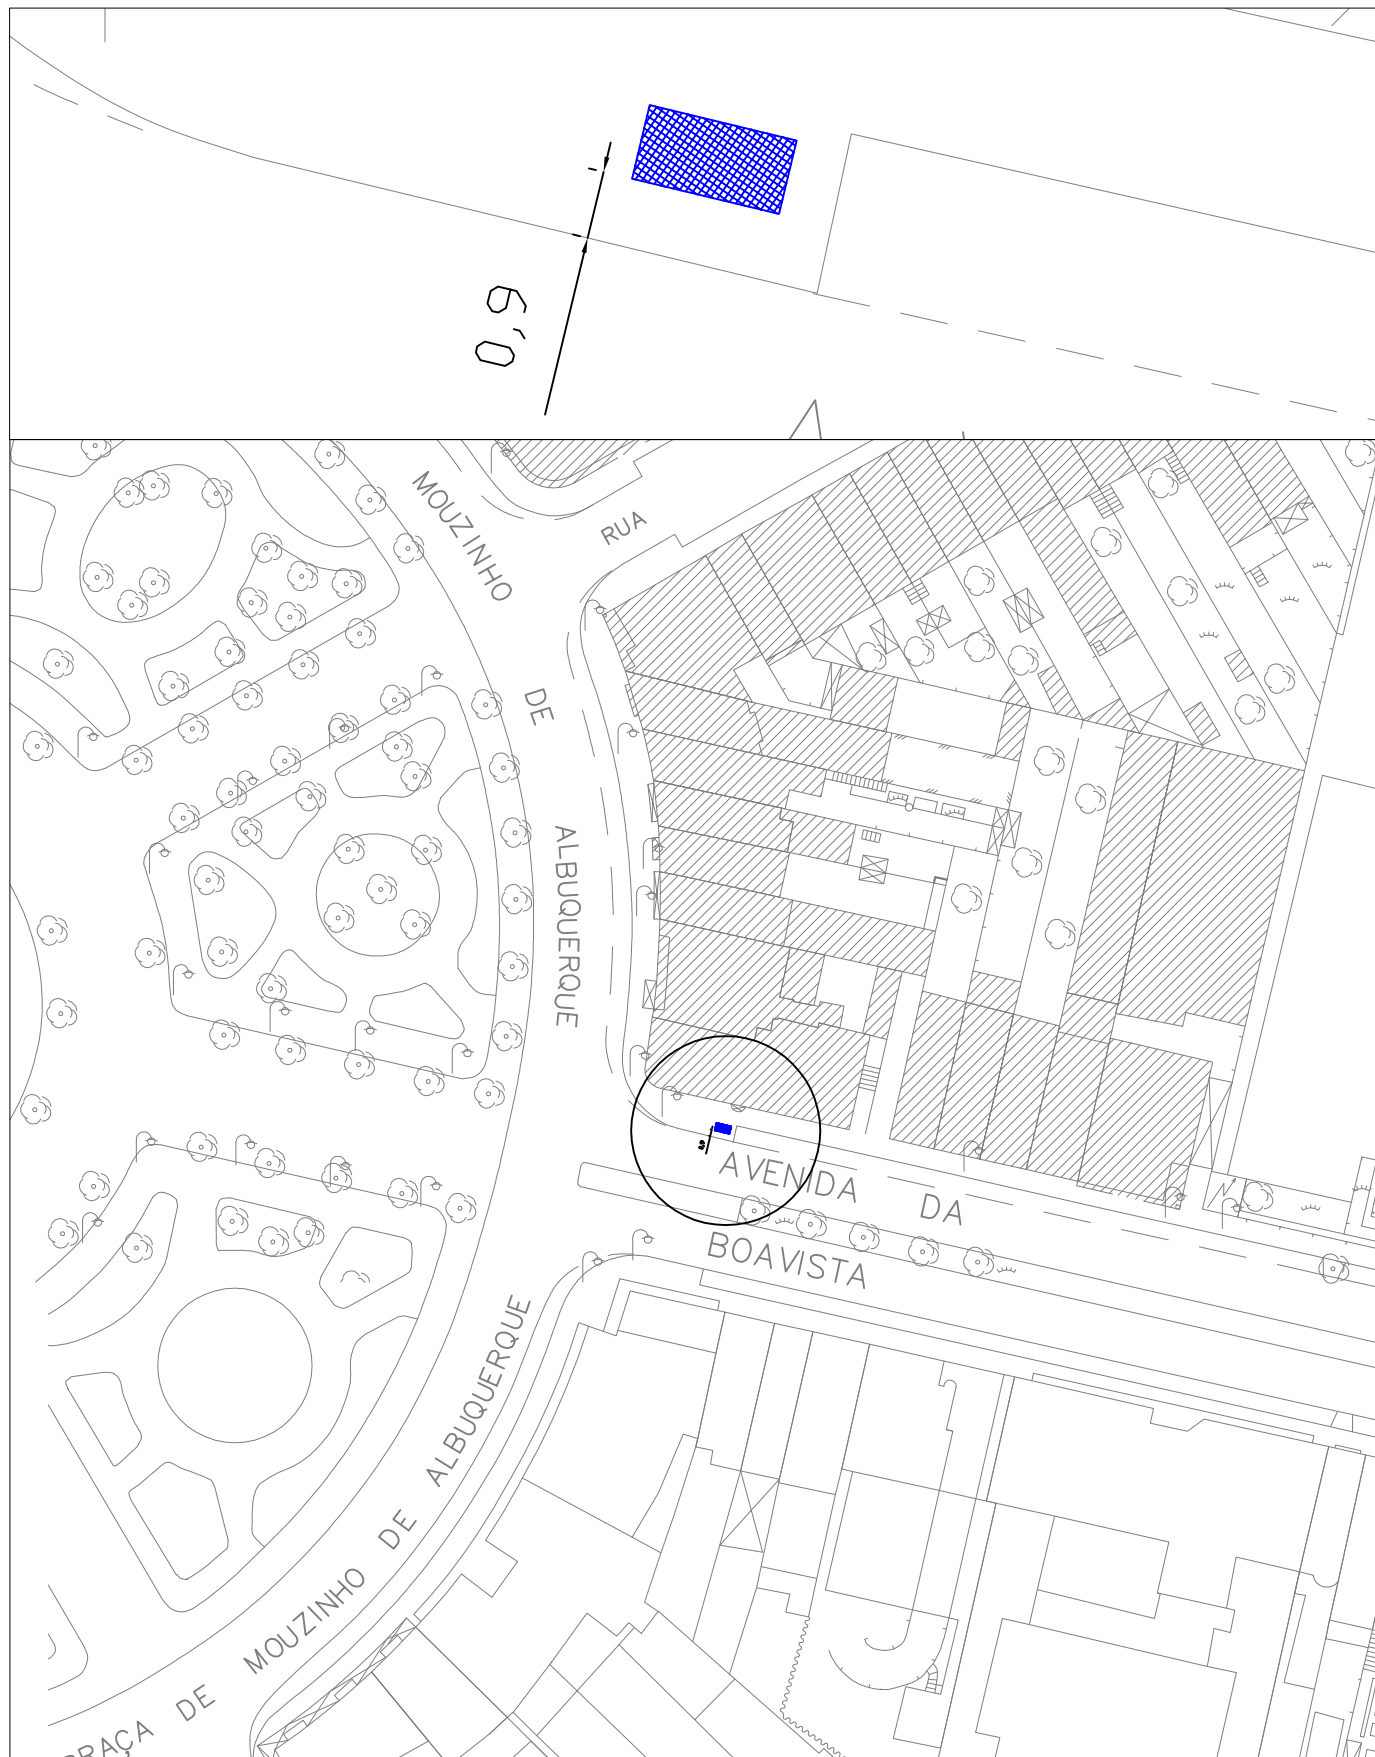 0,9
MOUZINHO
RUA
DE
ALBUQUERQUE
AVENIDA DA
BOAVISTA
PRAÇA DE MOUZINHO DE ALBUQUERQUE